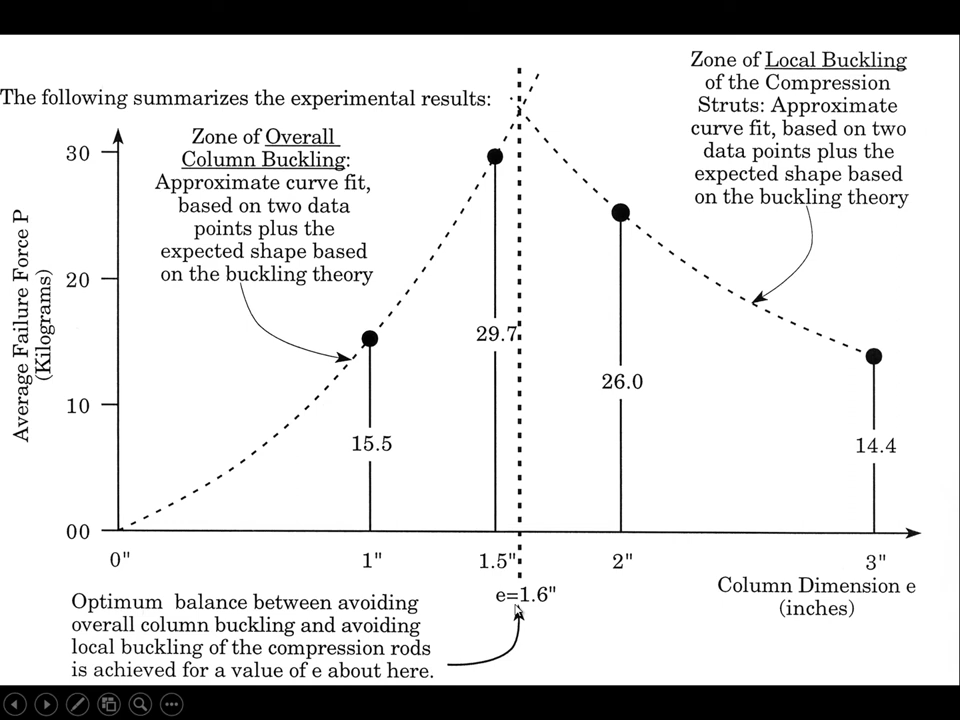 The following summarizes the experimental results:
Zone of Overall
Column Buckling:
Approximate curve fit,
based on two data
points plus the
expected shape based
on the buckling theory
Zone of Local Buckling
of the Compression
Struts: Approximate
curve fit, based on two
data points plus the
expected shape based
on the buckling theory
Average Failure Force P
(Kilograms)
30
20
10
00
15.5
29.7
26.0
14.4
0"
1"
1.5"
2"
3"
e=1.6"
Column Dimension e
(inches)
Optimum balance between avoiding
overall column buckling and avoiding
local buckling of the compression rods
is achieved for a value of e about here.